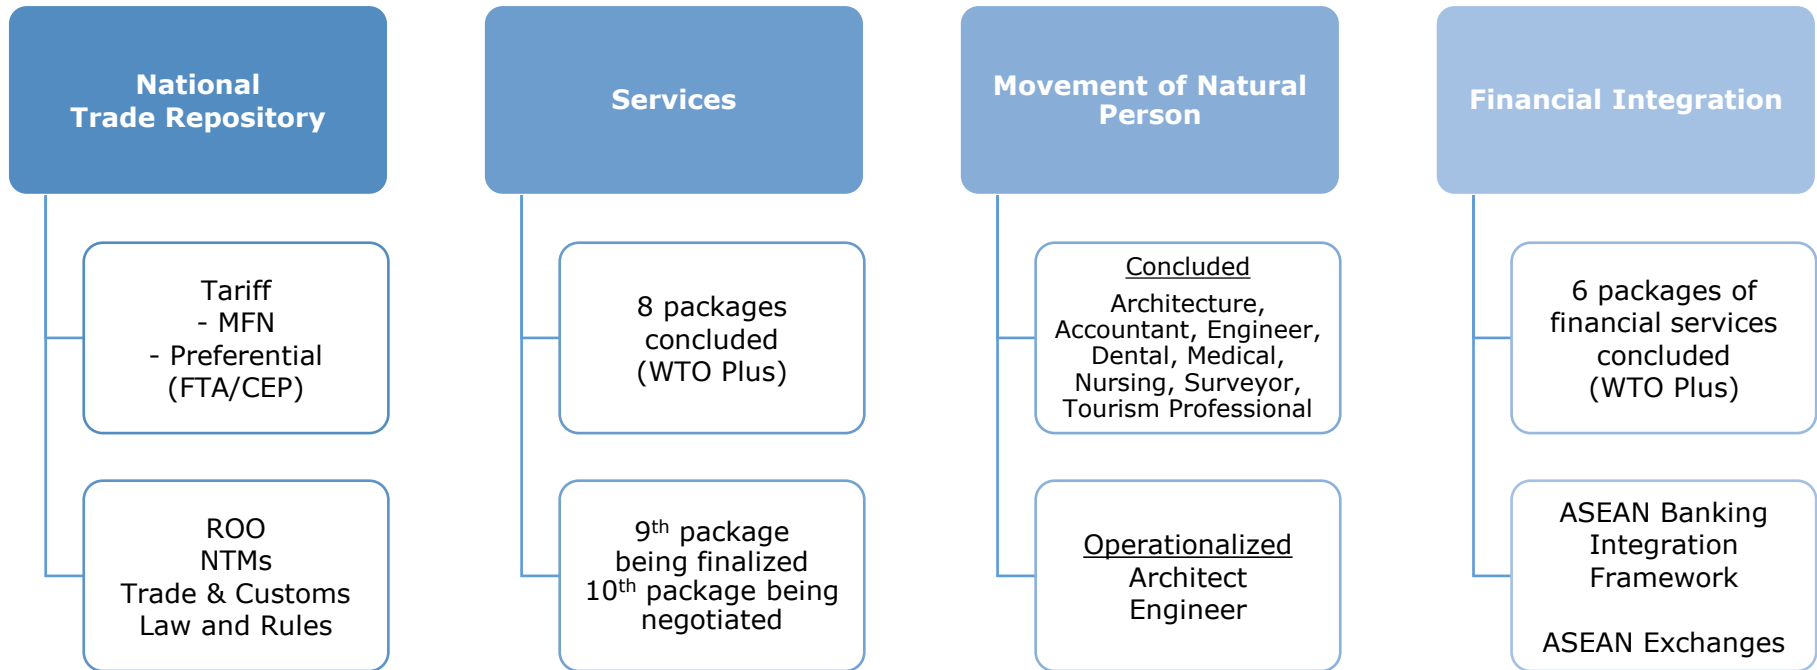 National
Trade Repository
Tariff
- MFN
- Preferential
(FTA/CEP)
ROO
NTMs
Trade & Customs
Law and Rules
Services
8 packages
concluded
(WTO Plus)
9th package
being finalized
10th package being
negotiated
Movement of Natural
Person
Concluded
Architecture,
Accountant, Engineer,
Dental, Medical,
Nursing, Surveyor,
Tourism Professional
Operationalized
Architect
Engineer
Financial Integration
6 packages of
financial services
concluded
(WTO Plus)
ASEAN Banking
Integration
Framework
ASEAN Exchanges